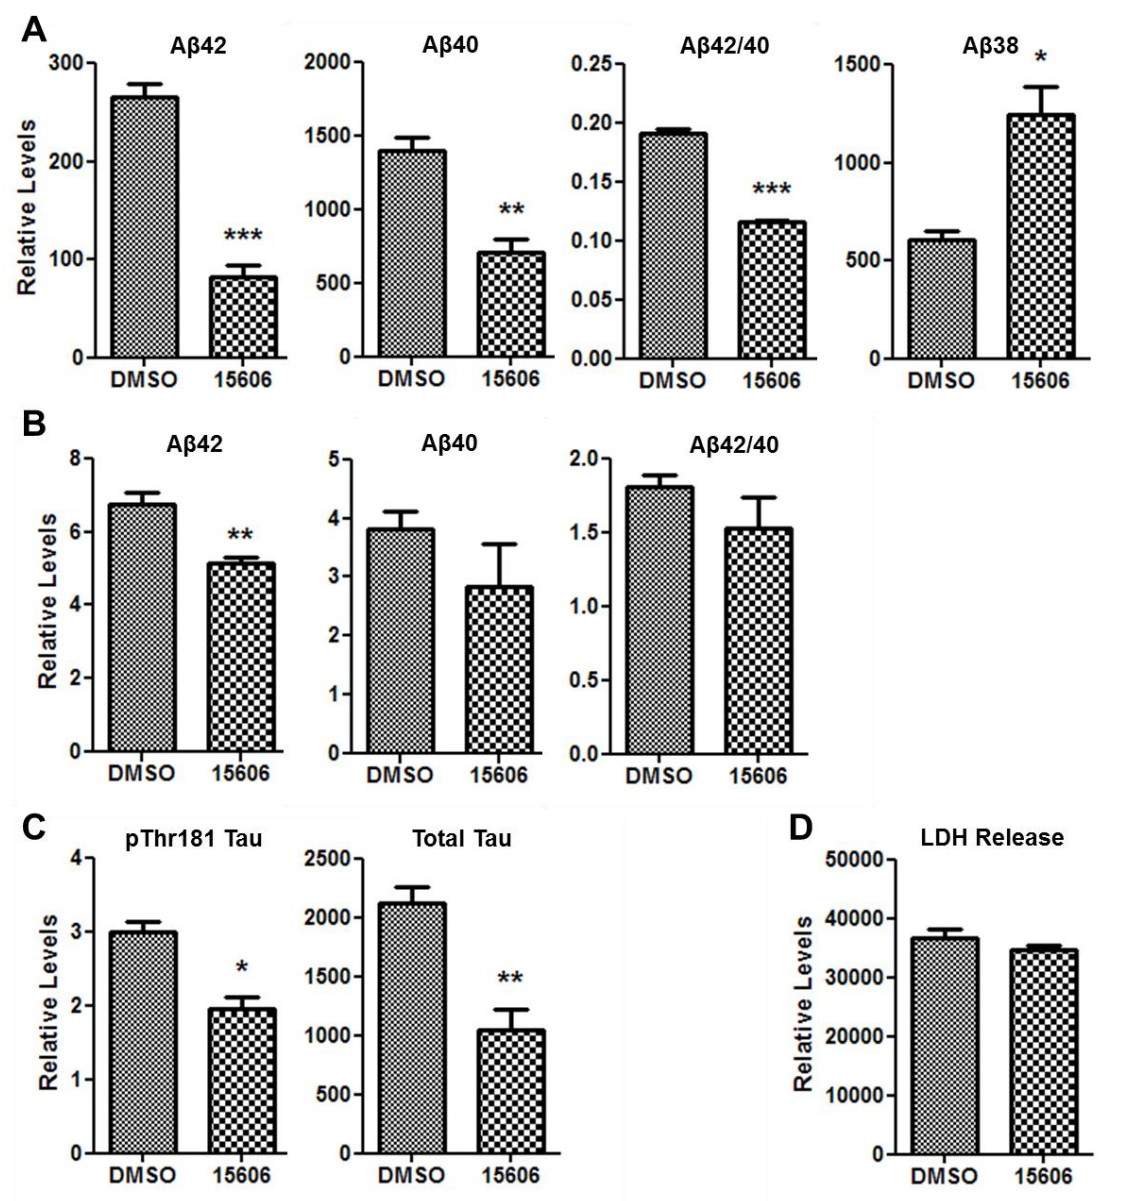 A
Aβ42
Aβ40
Aβ42/40
Aβ38
Relative Levels
300
200
100
0
***
DMSO
15606
2000
1500
1000
500
0
**
DMSO
15606
0.25
0.20
0.15
0.10
0.05
0.00
***
DMSO
15606
1500
1000
500
0
*
DMSO
15606
B
Aβ42
Aβ40
Aβ42/40
Relative Levels
8
6
4
2
0
**
DMSO
15606
5
4
3
2
1
0
DMSO
15606
2.0
1.5
1.0
0.5
0.0
DMSO
15606
C
pThr181 Tau
Total Tau
Relative Levels
4
3
2
1
0
*
DMSO
15606
2500
2000
1500
1000
500
0
**
DMSO
15606
D
LDH Release
Relative Levels
50000
40000
30000
20000
10000
0
DMSO
15606